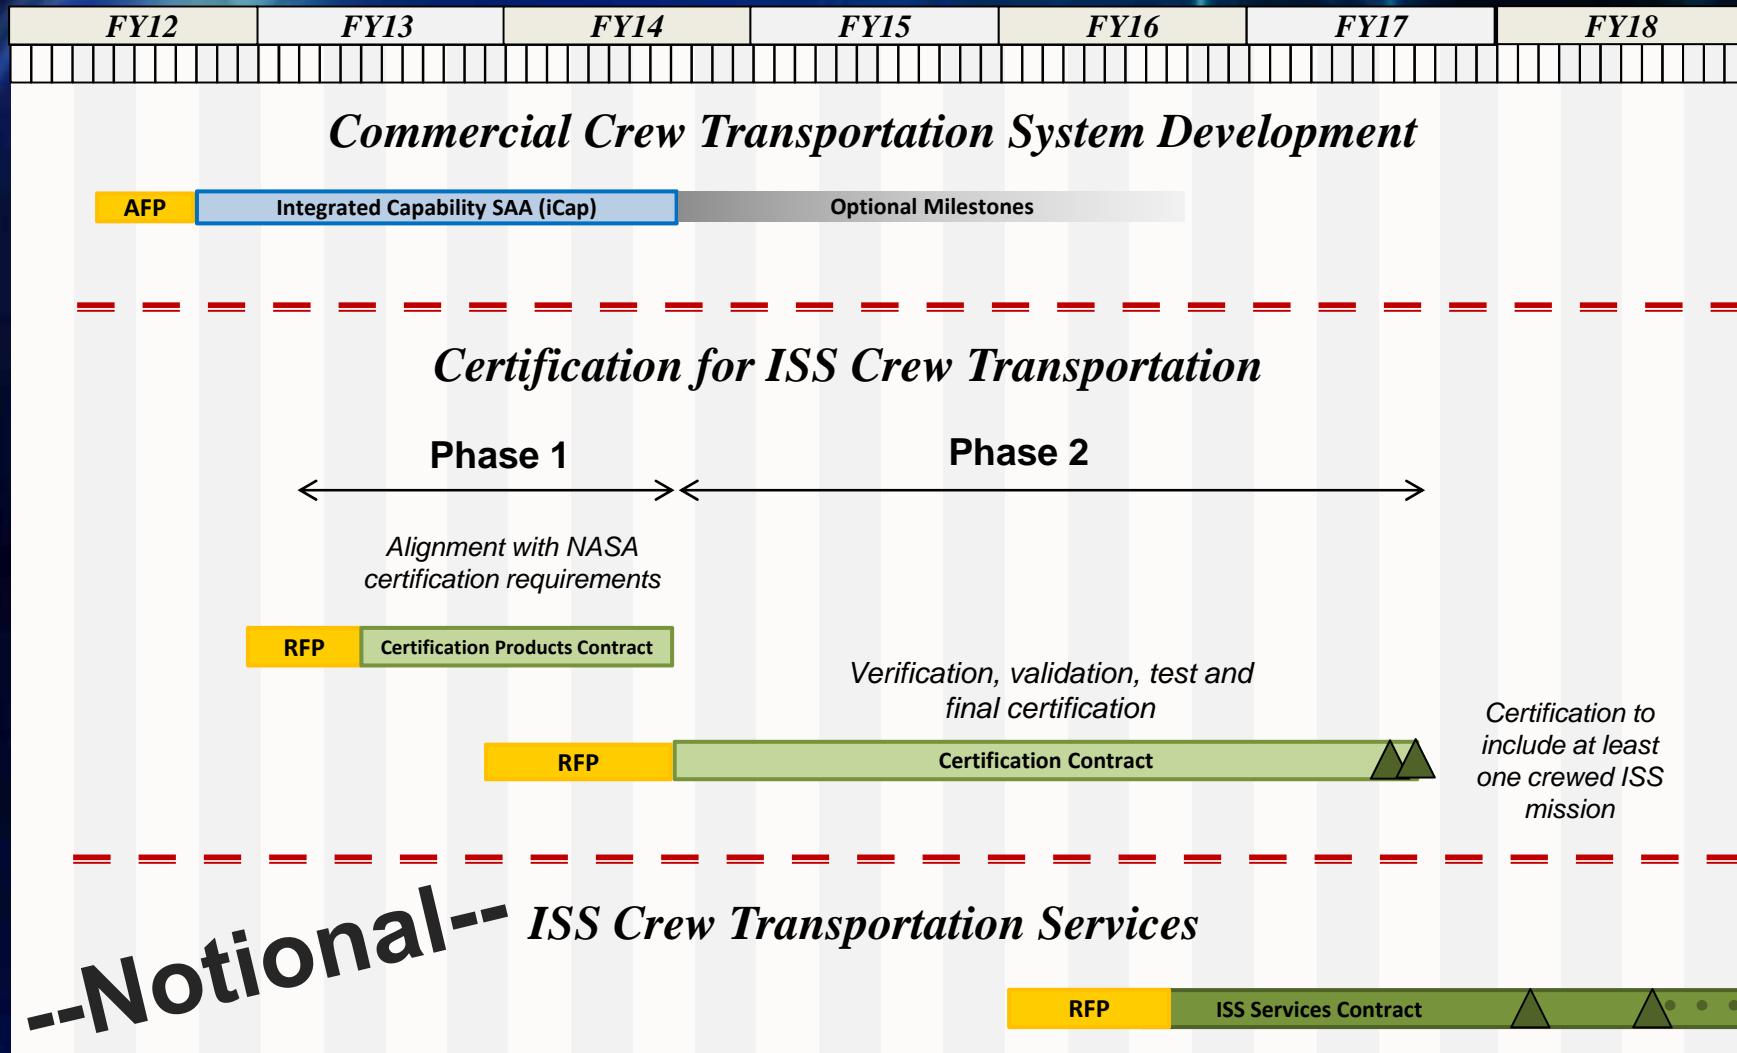 FY12 FY13 FY14 FY15 FY16 FY17 FY18
Commercial Crew Transportation System Development
AFP Integrated Capability SAA (iCap) Optional Milestones
Certification for ISS Crew Transportation
Phase 1 Phase 2
Alignment with NASA
certification requirements
RFP Certification Products Contract
Verification, validation, test and
final certification
RFP Certification Contract
Certification to
include at least
one crewed ISS
mission
--Notional--
ISS Crew Transportation Services
RFP ISS Services Contract